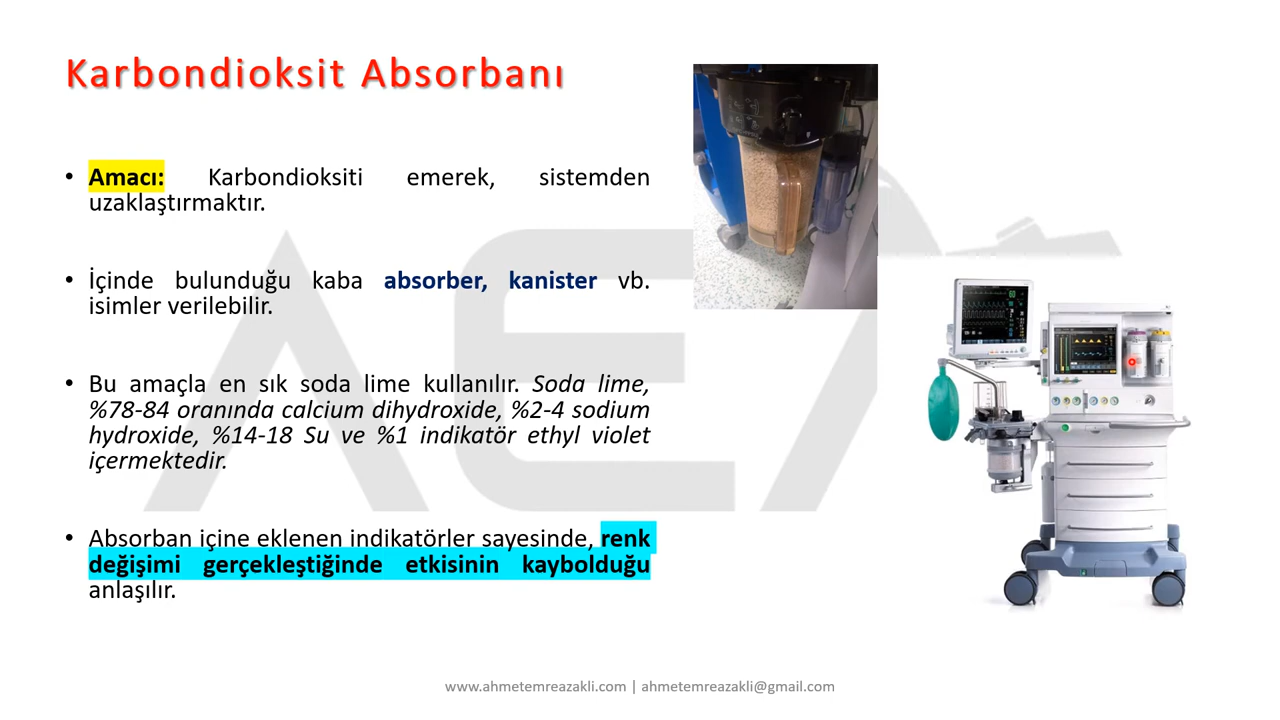 Karbondioksit Absorbanı
• Amacı: Karbondioksiti emerek, sistemden
uzaklaştırmaktır.
• İçinde bulunduğu kaba absorber, kanister vb.
isimler verilebilir.
• Bu amaçla en sık soda lime kullanılır. Soda lime,
%78-84 oranında calcium dihydroxide, %2-4 sodium
hydroxide, %14-18 Su ve %1 indikatör ethyl violet
içermektedir.
• Absorban içine eklenen indikatörler sayesinde, renk
değişimi gerçekleştiğinde etkisinin kaybolduğu
anlaşılır.
www.ahmetemreazakli.com | ahmetemreazakli@gmail.com